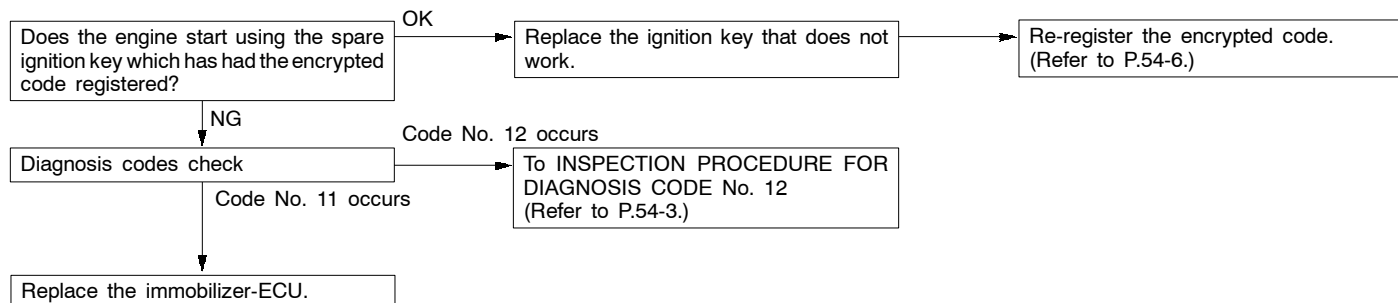 OK
Does the engine start using the spare
ignition key which has had the encrypted
code registered?
Replace the ignition key that does not
work.
Re-register the encrypted code.
(Refer to P.54-6.)
NG
Code No. 12 occurs
Diagnosis codes check
To INSPECTION PROCEDURE FOR
DIAGNOSIS CODE No. 12
(Refer to P.54-3.)
Code No. 11 occurs
Replace the immobilizer-ECU.